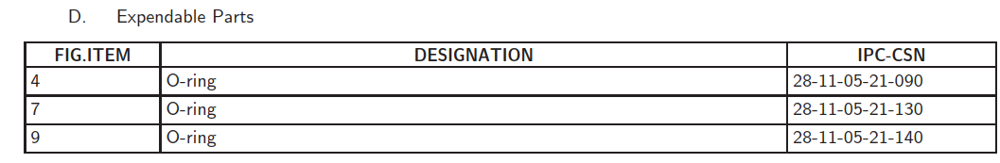 D. Expendable Parts
FIG.ITEM DESIGNATION IPC-CSN
4 O-ring 28-11-05-21-090
7 O-ring 28-11-05-21-130
9 O-ring 28-11-05-21-140